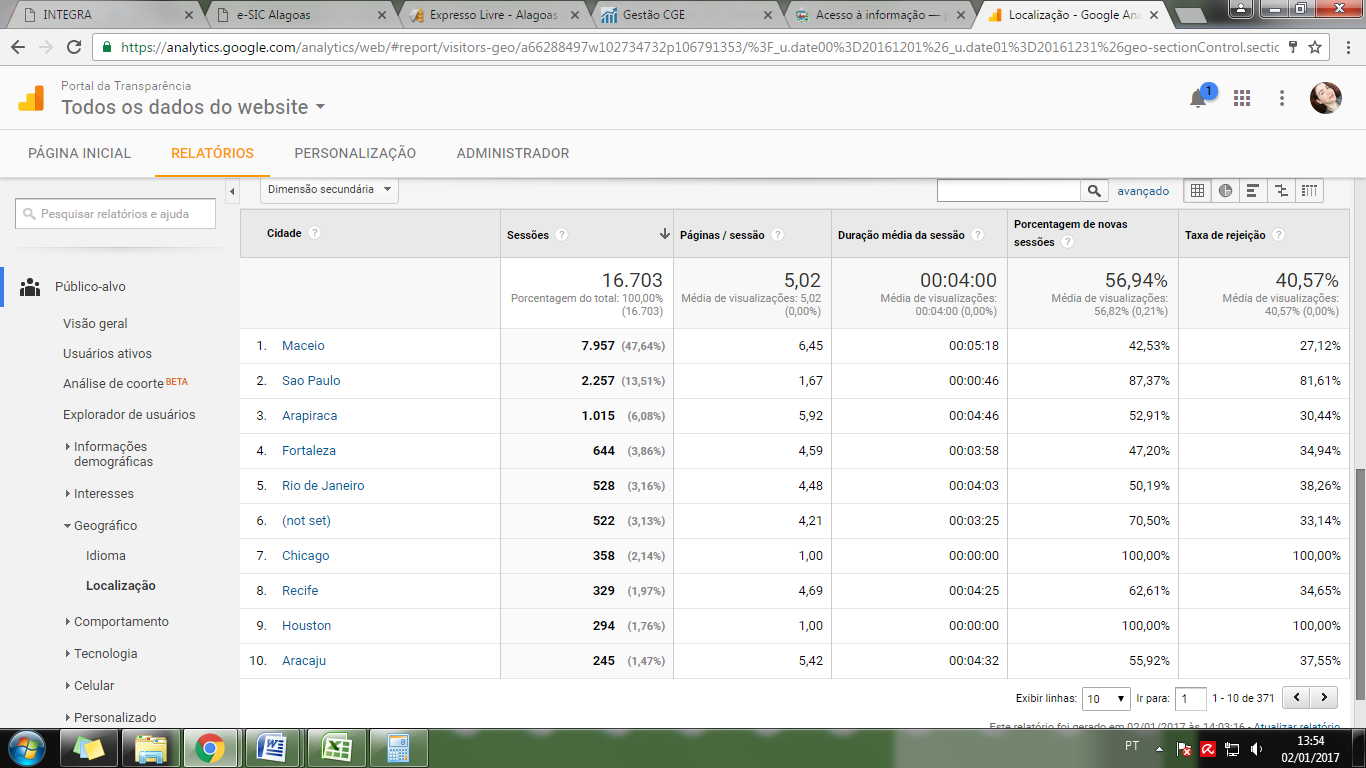 INTEGRA
e-SIC Alagoas
Expresso Livre - Alagoas
Gestão CGE
Acesso à informação — p
Localização - Google Ana
https://analytics.google.com/analytics/web/#report/visitors-geo/a66288497w102734732p106791353/%3F_u.date00%3D20161201%26_u.date01%3D20161231%26geo-sectionControl.sectic
Portal da Transparência
Todos os dados do website
1
PÁGINA INICIAL RELATÓRIOS PERSONALIZAÇÃO ADMINISTRADOR
Pesquisar relatórios e ajuda
Público-alvo
Visão geral
Usuários ativos
Análise de coorte BETA
Explorador de usuários
Informações
demográficas
Interesses
Geográfico
Idioma
Localização
Comportamento
Tecnologia
Celular
Personalizado
Dimensão secundária
avançado
Cidade ? Sessões ? Páginas / sessão ? Duração média da sessão ? Porcentagem de novas
sessões ? Taxa de rejeição ?
16.703 5,02 00:04:00 56,94% 40,57%
Porcentagem do total: 100,00% Média de visualizações: 5,02 Média de visualizações: Média de visualizações: Média de visualizações:
(16.703) (0,00%) 00:04:00 (0,00%) 56,82% (0,21%) 40,57% (0,00%)
1. Maceio 7.957 (47,64%) 6,45 00:05:18 42,53% 27,12%
2. Sao Paulo 2.257 (13,51%) 1,67 00:00:46 87,37% 81,61%
3. Arapiraca 1.015 (6,08%) 5,92 00:04:46 52,91% 30,44%
4. Fortaleza 644 (3,86%) 4,59 00:03:58 47,20% 34,94%
5. Rio de Janeiro 528 (3,16%) 4,48 00:04:03 50,19% 38,26%
6. (not set) 522 (3,13%) 4,21 00:03:25 70,50% 33,14%
7. Chicago 358 (2,14%) 1,00 00:00:00 100,00% 100,00%
8. Recife 329 (1,97%) 4,69 00:04:25 62,61% 34,65%
9. Houston 294 (1,76%) 1,00 00:00:00 100,00% 100,00%
10. Aracaju 245 (1,47%) 5,42 00:04:32 55,92% 37,55%
Exibir linhas: 10 Ir para: 1 1 - 10 de 371
Este relatório foi gerado em 02/01/2017 às 14:03:16 - Atualizar relatório
PT
13:54
02/01/2017